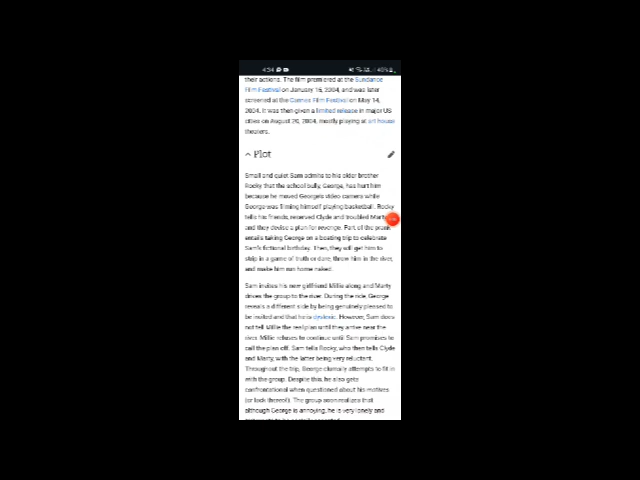 4:34
their actions. The film premiered at the Sundance
Film Festival on January 15, 2004, and was later
screened at the Cannes Film Festival on May 14,
2004. It was then given a limited release in major US
cities on August 20, 2004, mostly playing at art house
theaters.
Plot
Small and quiet Sam admits to his older brother
Rocky that the school bully, George, has hurt him
because he moved George's video camera while
George was filming himself playing basketball. Rocky
tells his friends, reserved Clyde and troubled Marty
and they devise a plan for revenge. Part of the prank
entails taking George on a boating trip to celebrate
Sam's fictional birthday. Then, they will get him to
strip in a game of truth or dare, throw him in the river,
and make him run home naked.
Sam invites his new girlfriend Millie along and Marty
drives the group to the river. During the ride, George
reveals a different side by being genuinely pleased to
be invited and that he is dyslexic. However, Sam does
not tell Millie the real plan until they arrive near the
river. Millie refuses to continue until Sam promises to
call the plan off. Sam tells Rocky, who then tells Clyde
and Marty, with the latter being very reluctant.
Throughout the trip, George clumsily attempts to fit in
with the group. Despite this, he also gets
confrontational when questioned about his motives
(or lack thereof). The group soon realizes that
although George is annoying, he is very lonely and